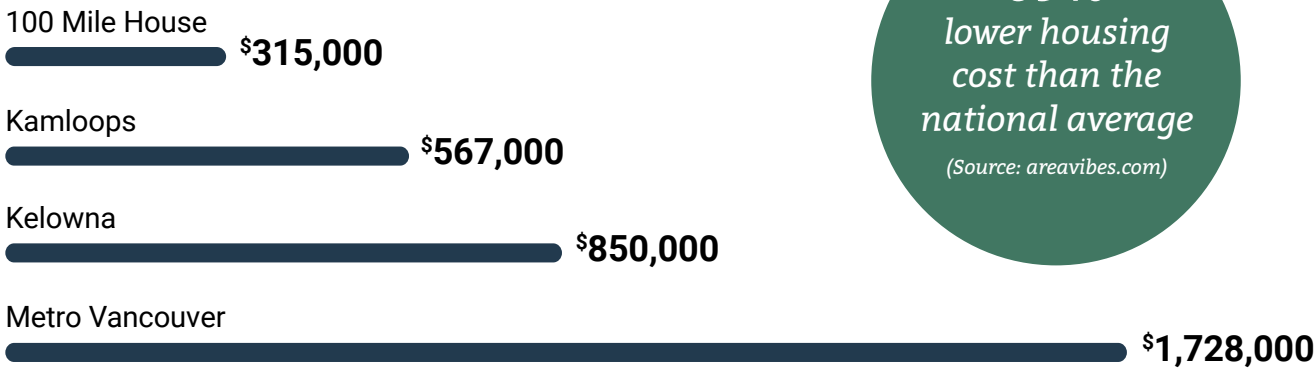 100 Mile House
$315,000
Kamloops
$567,000
Kelowna
$850,000
Metro Vancouver
$1,728,000
lower housing
cost than the
national average
(Source: areavibes.com)